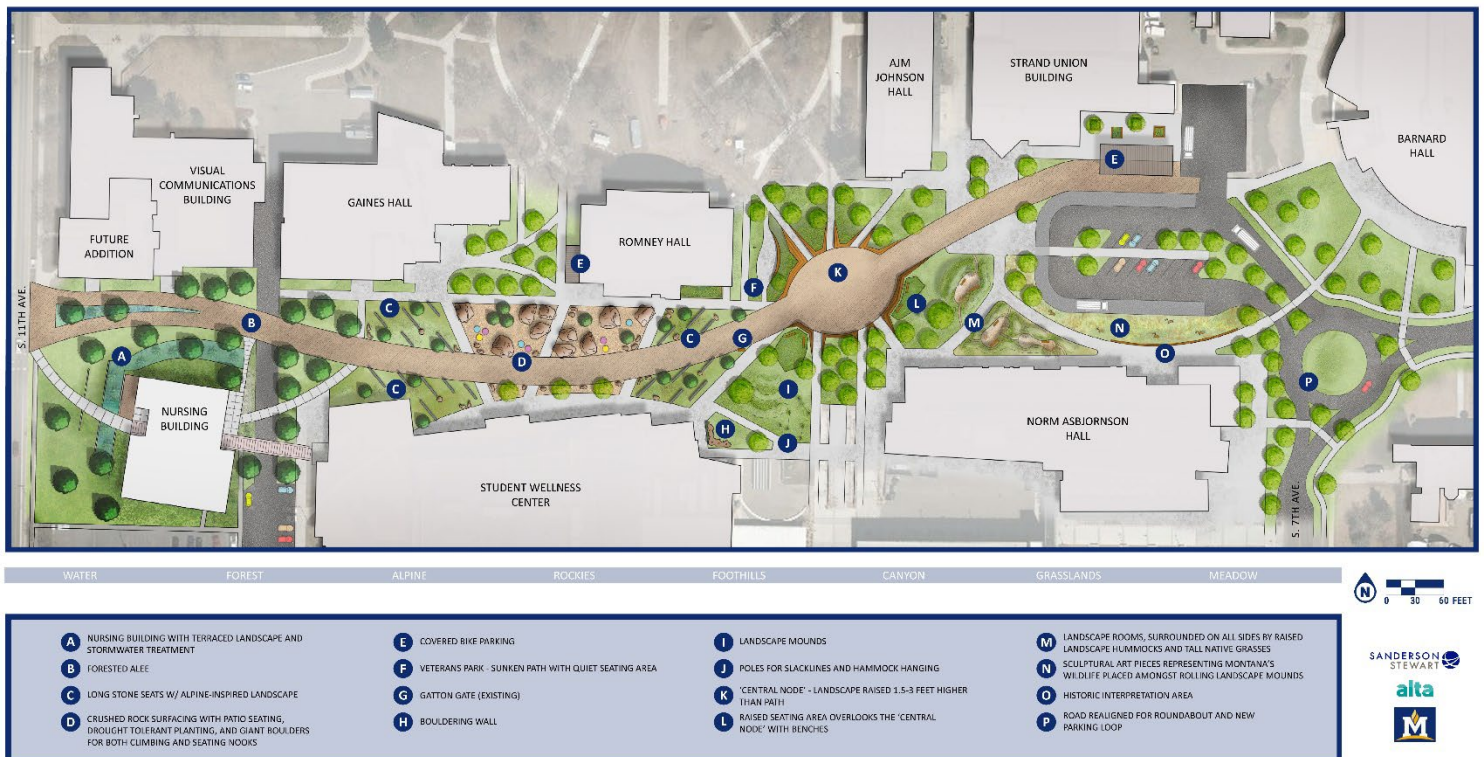 AJM
JOHNSON
HALL
STRAND UNION
BUILDING
BARNARD
HALL
VISUAL
COMMUNICATIONS
BUILDING
GAINES HALL
FUTURE
ADDITION
ROMNEY HALL
E
E
K
F
L
C
B
M
N
S. 11TH AVE.
A
C
G
O
D
C
I
P
NURSING
BUILDING
H
J
NORM ASBJORNSON
HALL
STUDENT WELLNESS
CENTER
S. 7TH AVE.
WATER FOREST ALPINE ROCKIES FOOTHILLS CANYON GRASSLANDS MEADOW
N
0 30 60 FEET
A NURSING BUILDING WITH TERRACED LANDSCAPE AND
STORMWATER TREATMENT
B FORESTED ALEE
C LONG STONE SEATS W/ ALPINE-INSPIRED LANDSCAPE
D CRUSHED ROCK SURFACING WITH PATIO SEATING,
DROUGHT TOLERANT PLANTING, AND GIANT BOULDERS
FOR BOTH CLIMBING AND SEATING NOOKS
E COVERED BIKE PARKING
F VETERANS PARK - SUNKEN PATH WITH QUIET SEATING AREA
G GATTON GATE (EXISTING)
H BOULDERING WALL
I LANDSCAPE MOUNDS
J POLES FOR SLACKLINES AND HAMMOCK HANGING
K 'CENTRAL NODE' - LANDSCAPE RAISED 1.5-3 FEET HIGHER
THAN PATH
L RAISED SEATING AREA OVERLOOKS THE 'CENTRAL
NODE' WITH BENCHES
M LANDSCAPE ROOMS, SURROUNDED ON ALL SIDES BY RAISED
LANDSCAPE HUMMOCKS AND TALL NATIVE GRASSES
N SCULPTURAL ART PIECES REPRESENTING MONTANA'S
WILDLIFE PLACED AMONGST ROLLING LANDSCAPE MOUNDS
O HISTORIC INTERPRETATION AREA
P ROAD REALIGNED FOR ROUNDABOUT AND NEW
PARKING LOOP
SANDERSON
STEWART
alta
M